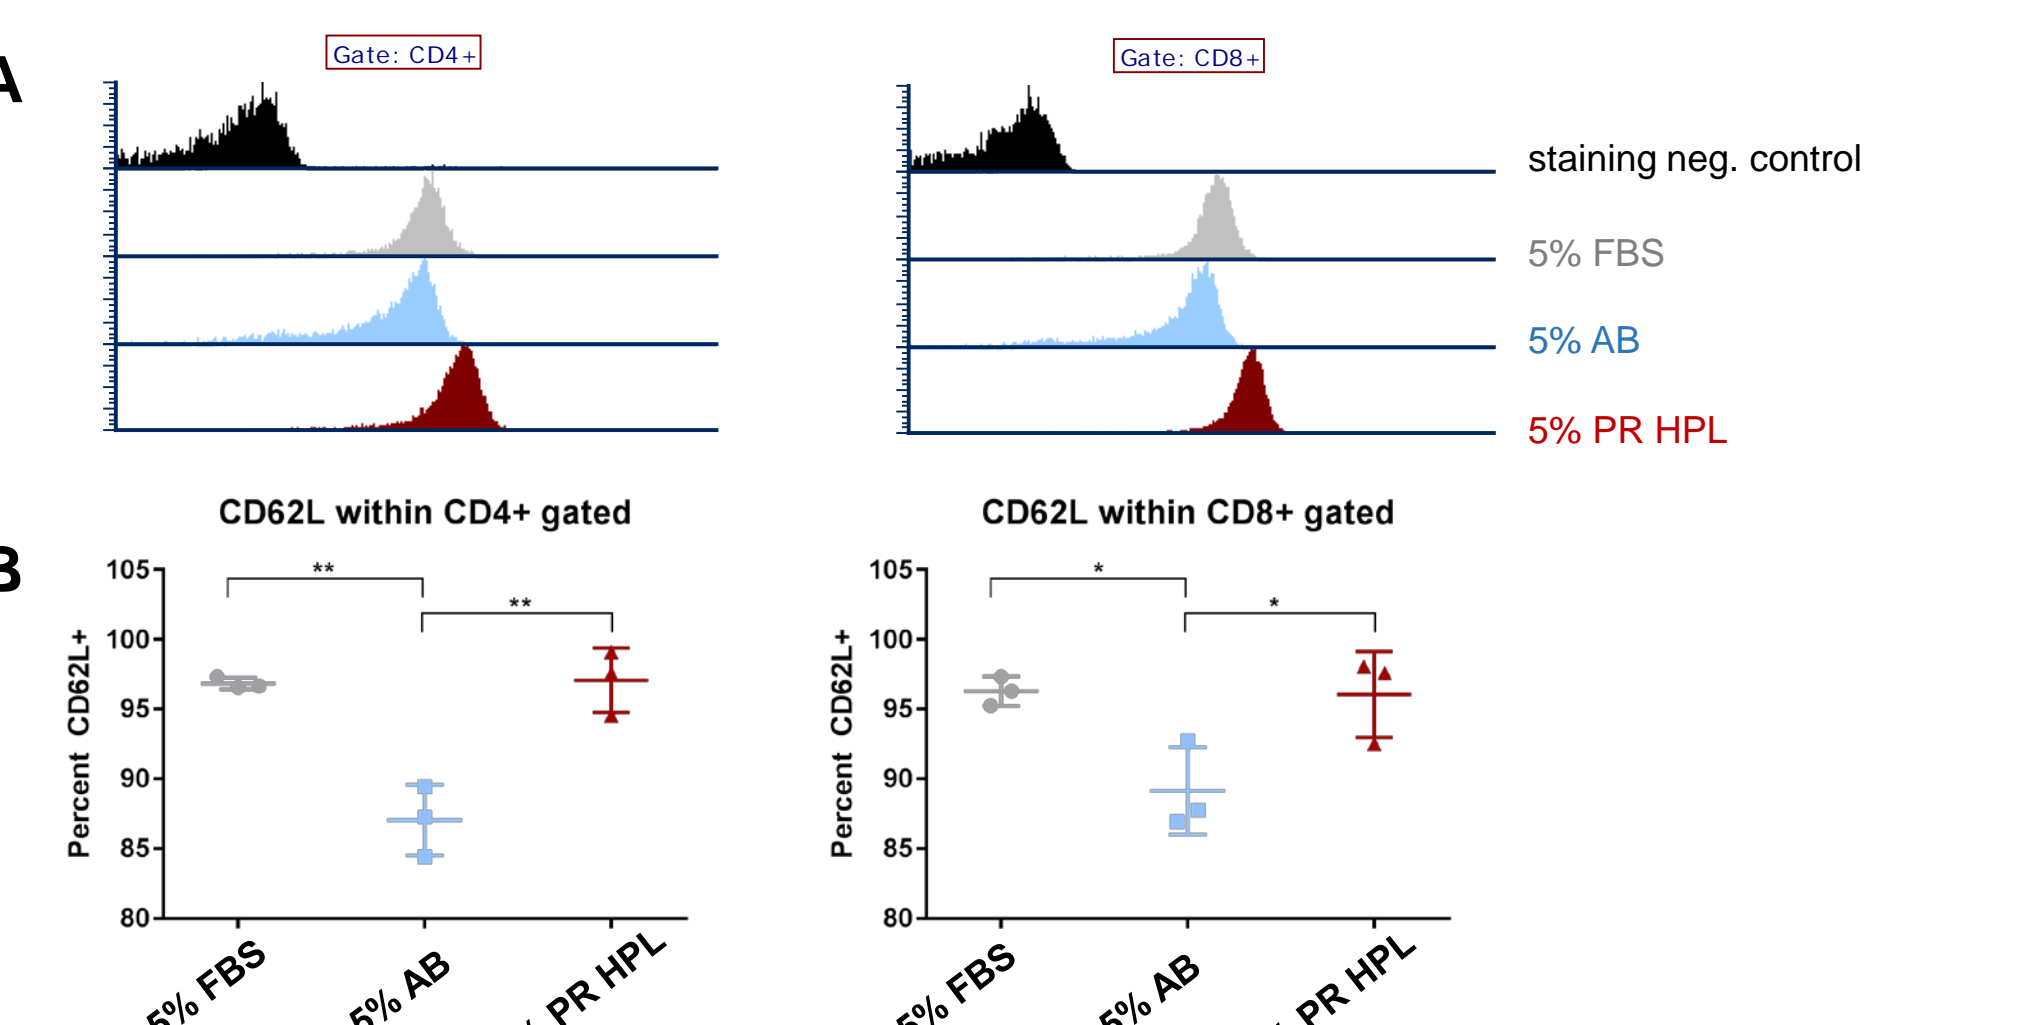 A
Gate: CD4+
Gate: CD8+
staining neg. control
5% FBS
5% AB
5% PR HPL
B
CD62L within CD4+ gated
CD62L within CD8+ gated
Percent CD62L+
105
100
95
90
85
80
**
**
5% FBS
5% AB
% PR HPL
Percent CD62L+
105
100
95
90
85
80
*
*
5% FBS
5% AB
% PR HPL